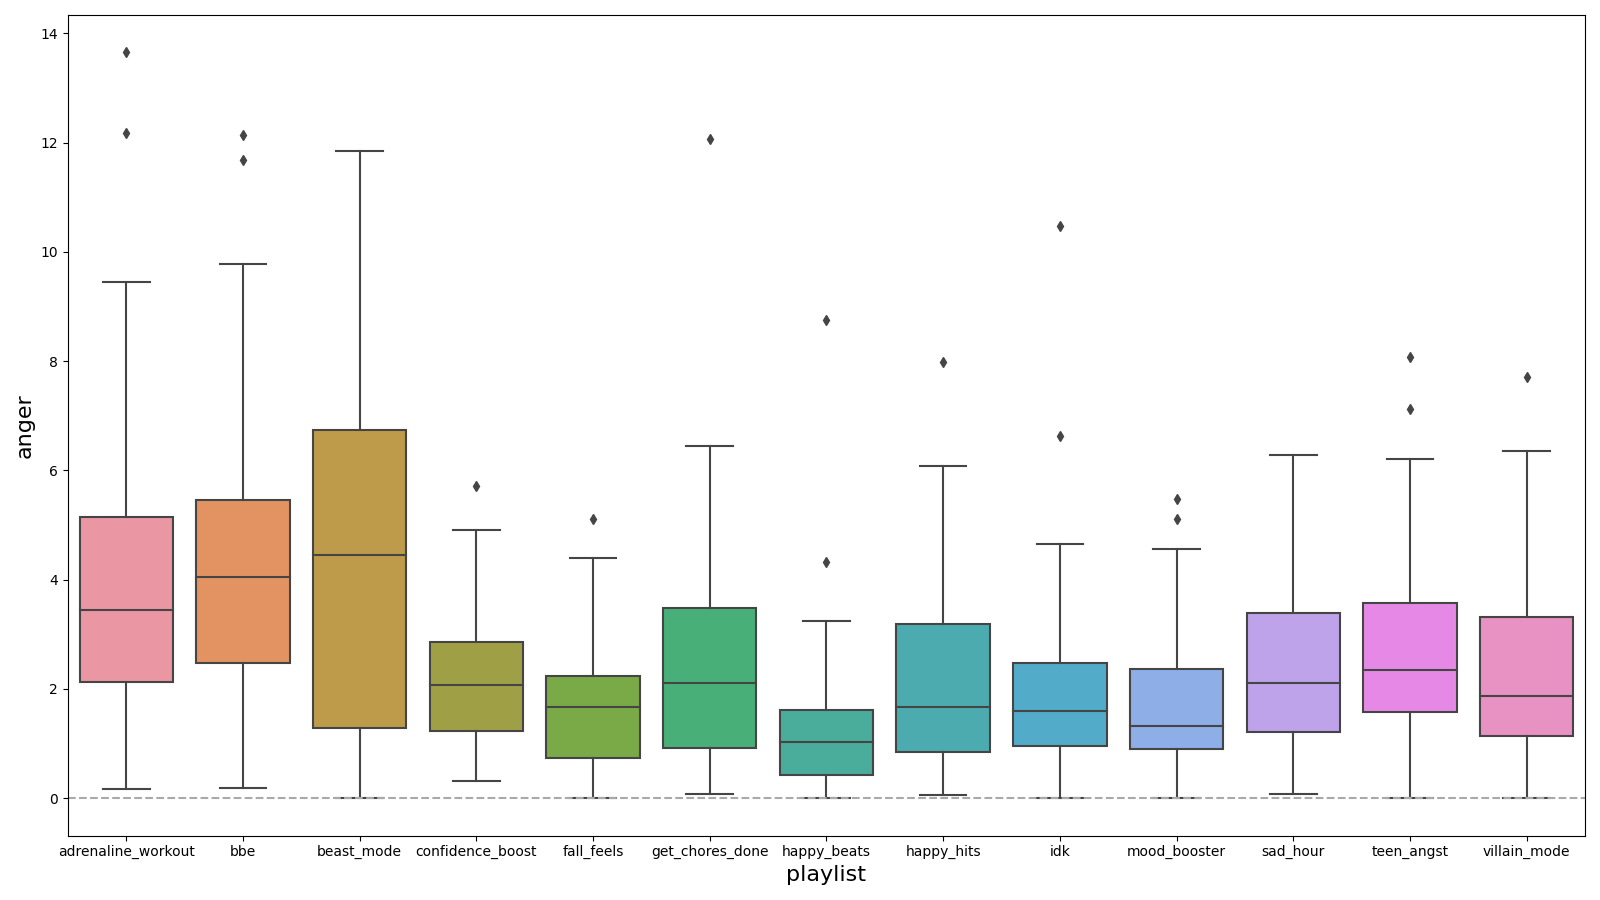 14
12
10
8
6
4
2
0
anger
adrenaline_workout bbe beast_mode confidence_boost fall_feels get_chores_done happy_beats happy_hits idk mood_booster sad_hour teen_angst villain_mode
playlist